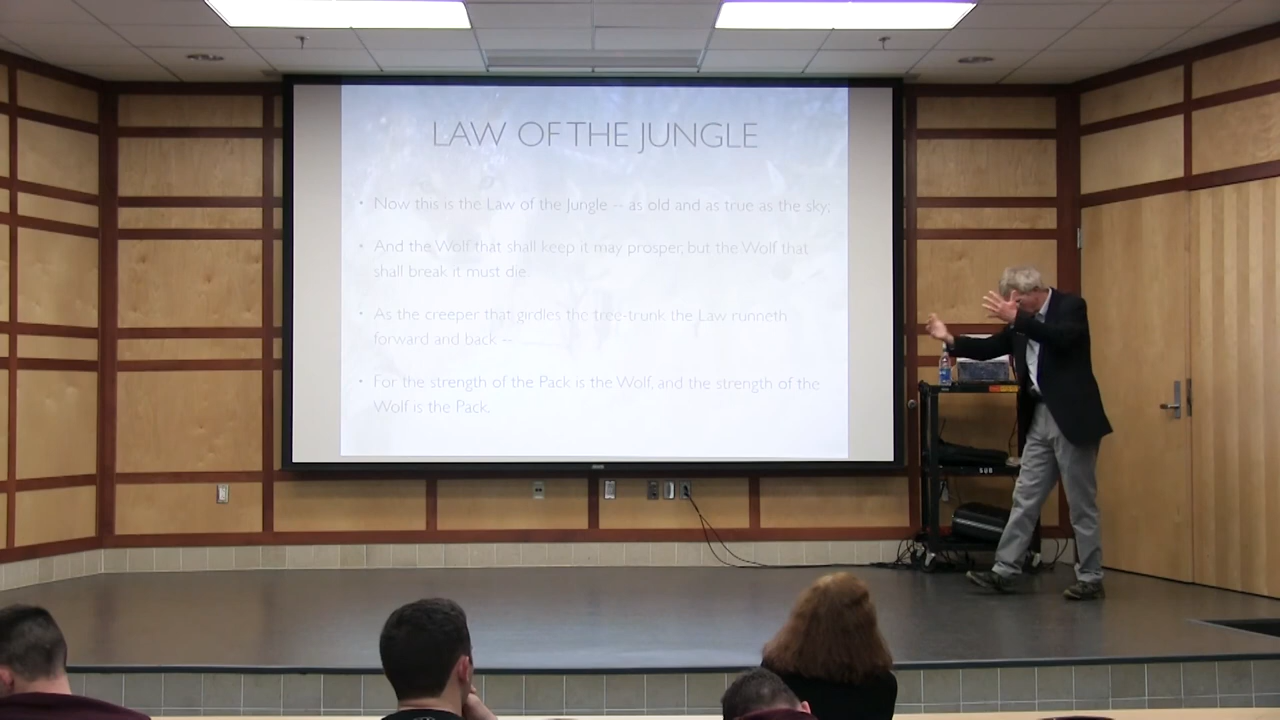 LAW OF THE JUNGLE
• Now this is the Law of the Jungle -- as old and as true as the sky;
• And the Wolf that shall keep it may prosper, but the Wolf that
shall break it must die.
• As the creeper that girdles the tree-trunk the Law runneth
forward and back --
• For the strength of the Pack is the Wolf, and the strength of the
Wolf is the Pack.
SUB